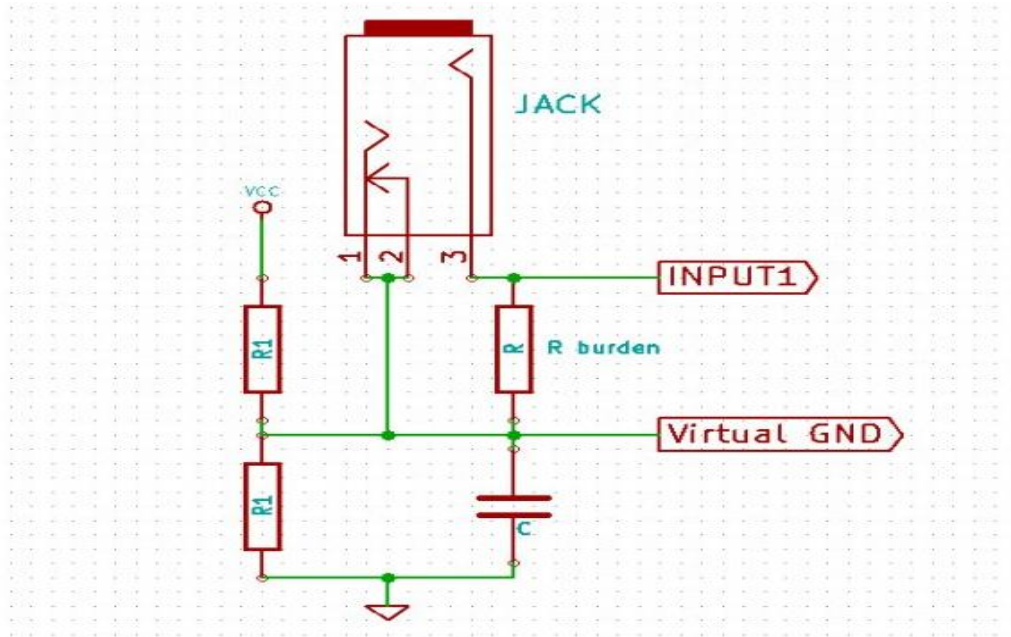 JACK
VCC
1
2
3
INPUT1
R1
R
R burden
Virtual GND
R1
C